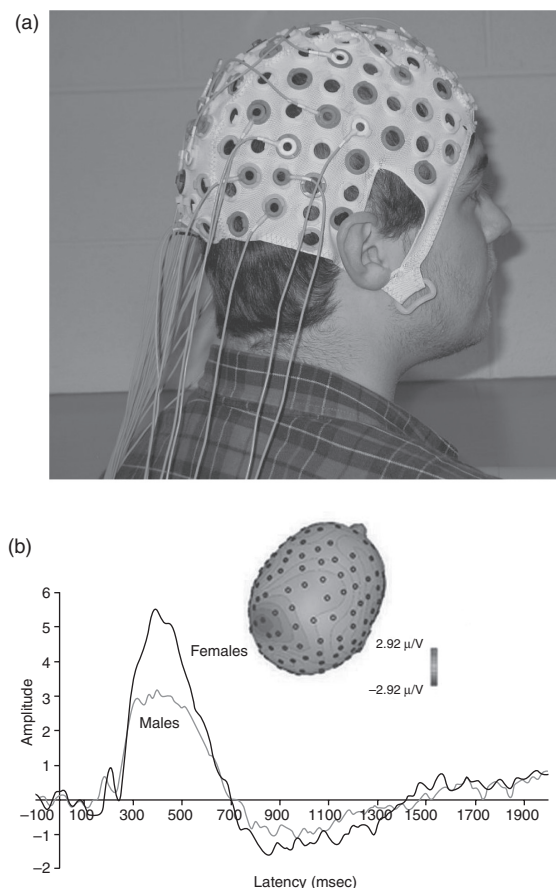 (a)
(b)
6
5
4
3
2
1
0
–1
–2
Amplitude
Females
Males
2.92 μ/V
–2.92 μ/V
–100 100 300 500 700 900 1100 1300 1500 1700 1900
Latency (msec)